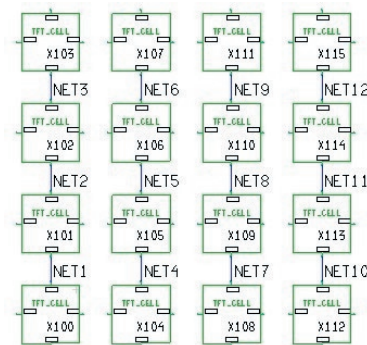 TFT_CELL TFT_CELL TFT_CELL TFT_CELL
X103 X107 X111 X115
NET3 NET6 NET9 NET12
TFT_CELL TFT_CELL TFT_CELL TFT_CELL
X102 X106 X110 X114
NET2 NET5 NET8 NET11
TFT_CELL TFT_CELL TFT_CELL TFT_CELL
X101 X105 X109 X113
NET1 NET4 NET7 NET10
TFT_CELL TFT_CELL TFT_CELL TFT_CELL
X100 X104 X108 X112